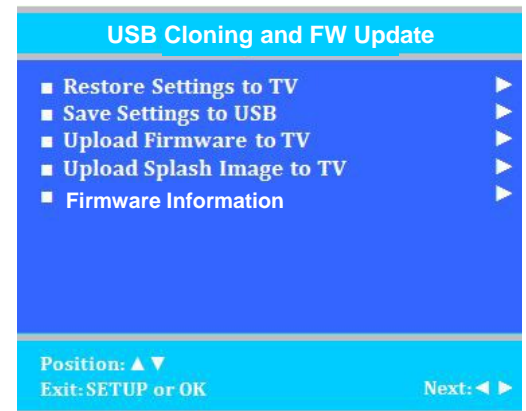 USB Cloning and FW Update
▪ Restore Settings to TV ▶
▪ Save Settings to USB ▶
▪ Upload Firmware to TV ▶
▪ Upload Splash Image to TV ▶
▪ Firmware Information ▶
Position: ▲ ▼
Exit: SETUP or OK Next: ◀ ▶